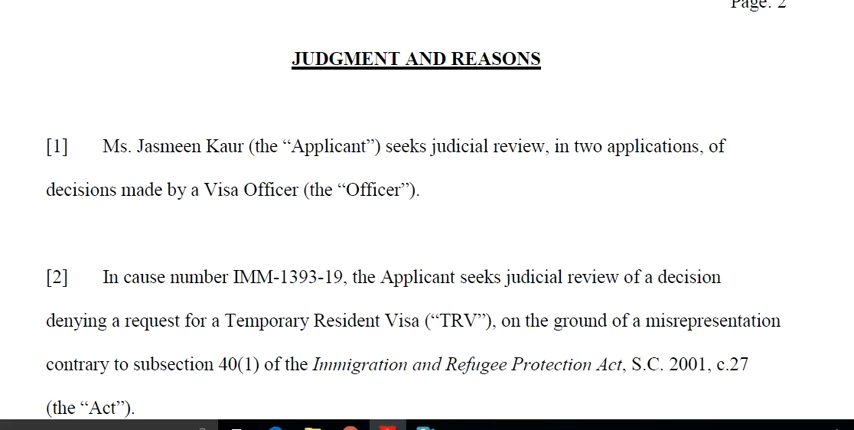 Page: 2
JUDGMENT AND REASONS
[1] Ms. Jasmeen Kaur (the “Applicant”) seeks judicial review, in two applications, of
decisions made by a Visa Officer (the “Officer”).
[2] In cause number IMM-1393-19, the Applicant seeks judicial review of a decision
denying a request for a Temporary Resident Visa (“TRV”), on the ground of a misrepresentation
contrary to subsection 40(1) of the Immigration and Refugee Protection Act, S.C. 2001, c.27
(the “Act”).